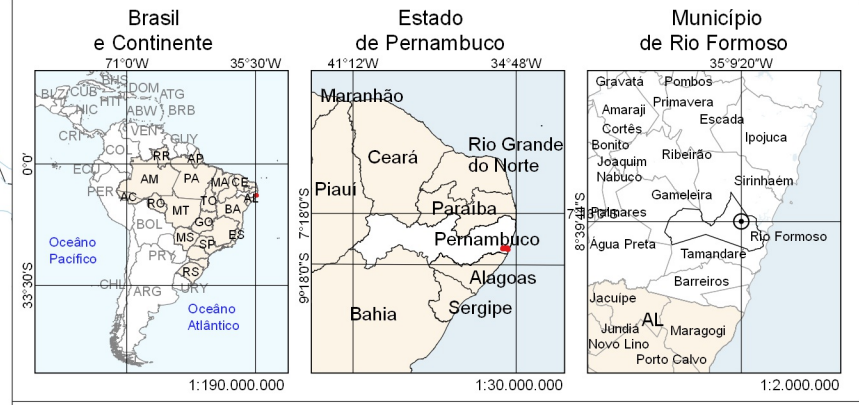 Brasil
e Continente
71°0'W
35°30'W
BHS
BLZ
CUB
DOM
ATG
HTI
NIC
ABW
BRB
CRI
VEN
GUY
COL
RR
AP
ECU
0°0'
AM
PA
MA
CE
PER
AC
RO
TO
AL
MT
BA
BOL
GO
Oceâno
Pacífico
MS
ES
SP
PRY
RS
33°30'S
CHL
ARG
URY
Oceâno
Atlântico
1:190.000.000
Estado
de Pernambuco
41°12'W
34°48'W
Maranhão
Rio Grande
do Norte
Ceará
Piauí
Paraíba
7°18'0"S
Pernambuco
9°18'0"S
Alagoas
Sergipe
Bahia
1:30.000.000
Município
de Rio Formoso
35°9'20"W
Gravatá
Pombos
Primavera
Amaraji
Escada
Cortês
Ipojuca
Bonito
Ribeirão
Joaquim
Nabuco
Sirinhaém
Gameleira
Palmares
8°39'41"S
Rio Formoso
Água Preta
Tamandaré
Barreiros
Jacuípe
AL
Jundiá
Maragogi
Novo Lino
Porto Calvo
1:2.000.000